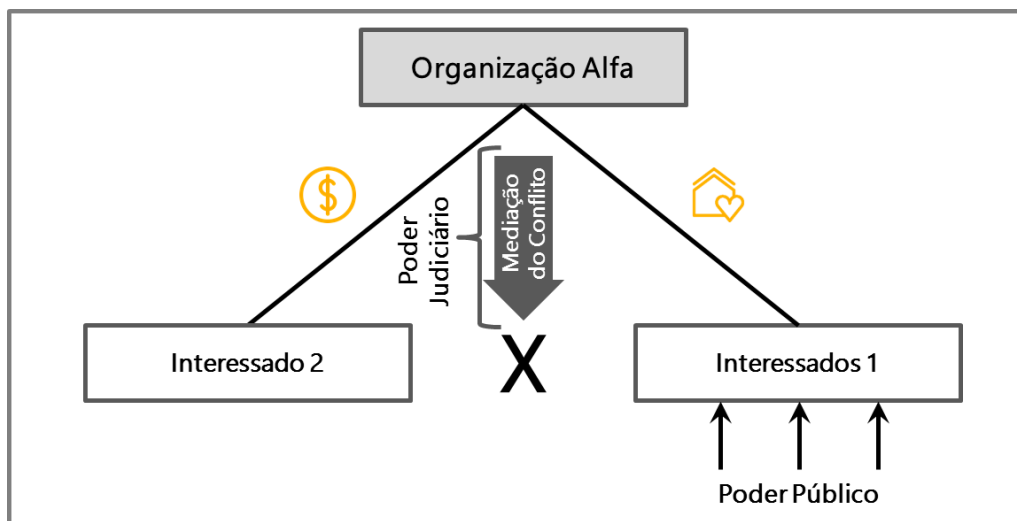 Organização Alfa
$
Poder
Judiciário
Mediação
do Conflito
Interessado 2
X
Interessados 1
Poder Público